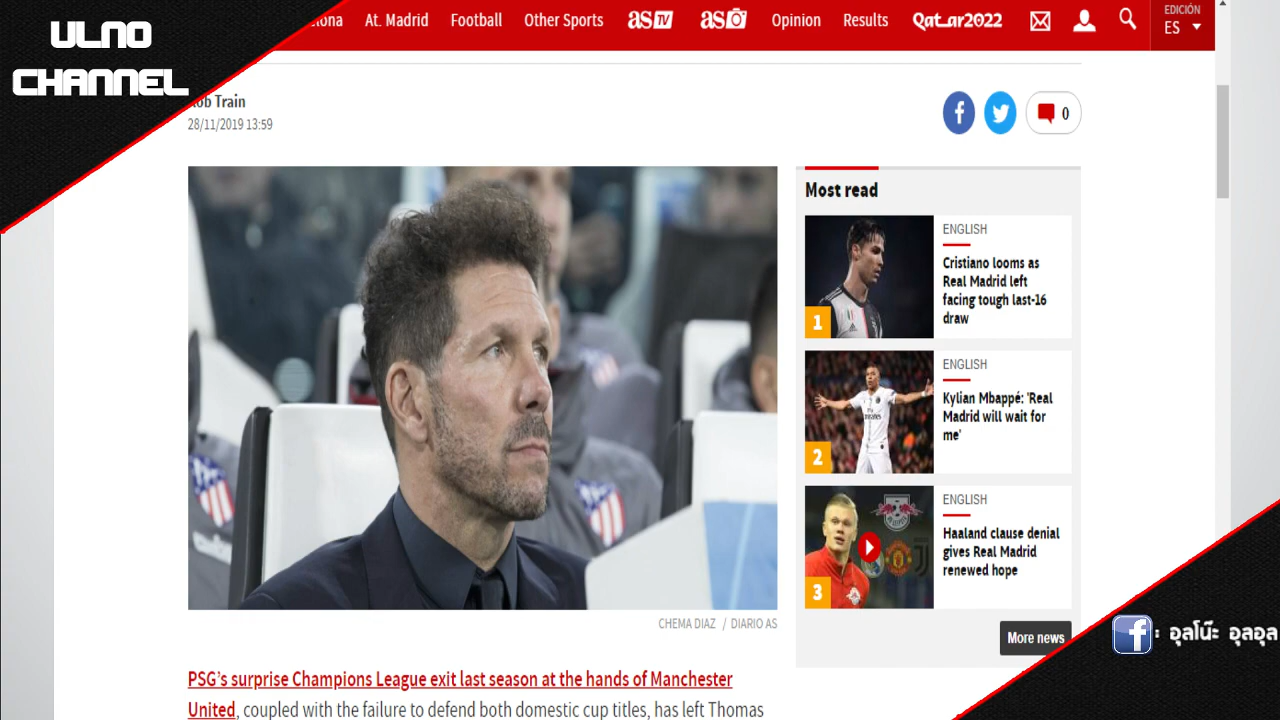 ULNO
CHANNEL
At. Madrid Football Other Sports as TV as Opinion Results Qatar2022 EDICIÓN
ES
Train
28/11/2019 13:59
f 0
Most read
ENGLISH
Cristiano looms as
Real Madrid left
facing tough last-16
draw
1
ENGLISH
Kylian Mbappé: 'Real
Madrid will wait for
me'
2
ENGLISH
Haaland clause denial
gives Real Madrid
renewed hope
3
CHEMA DIAZ / DIARIO AS
More news
f : อุลโน๊ะ อุลอุล
PSG's surprise Champions League exit last season at the hands of Manchester
United, coupled with the failure to defend both domestic cup titles, has left Thomas